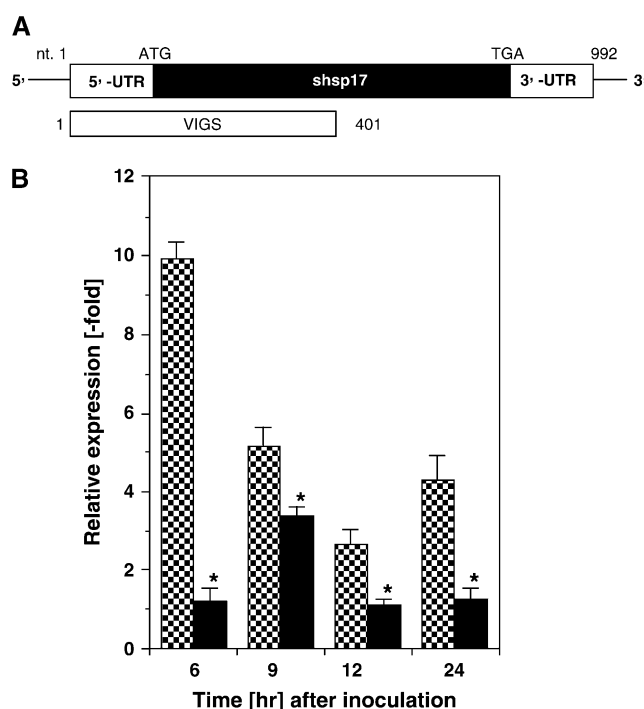 A
nt. 1 ATG TGA 992
5’ 5’ -UTR shsp17 3’ -UTR 3
1 VIGS 401
B
12
10
8
6
4
2
0
Relative expression [-fold]
* * * *
6 9 12 24
Time [hr] after inoculation